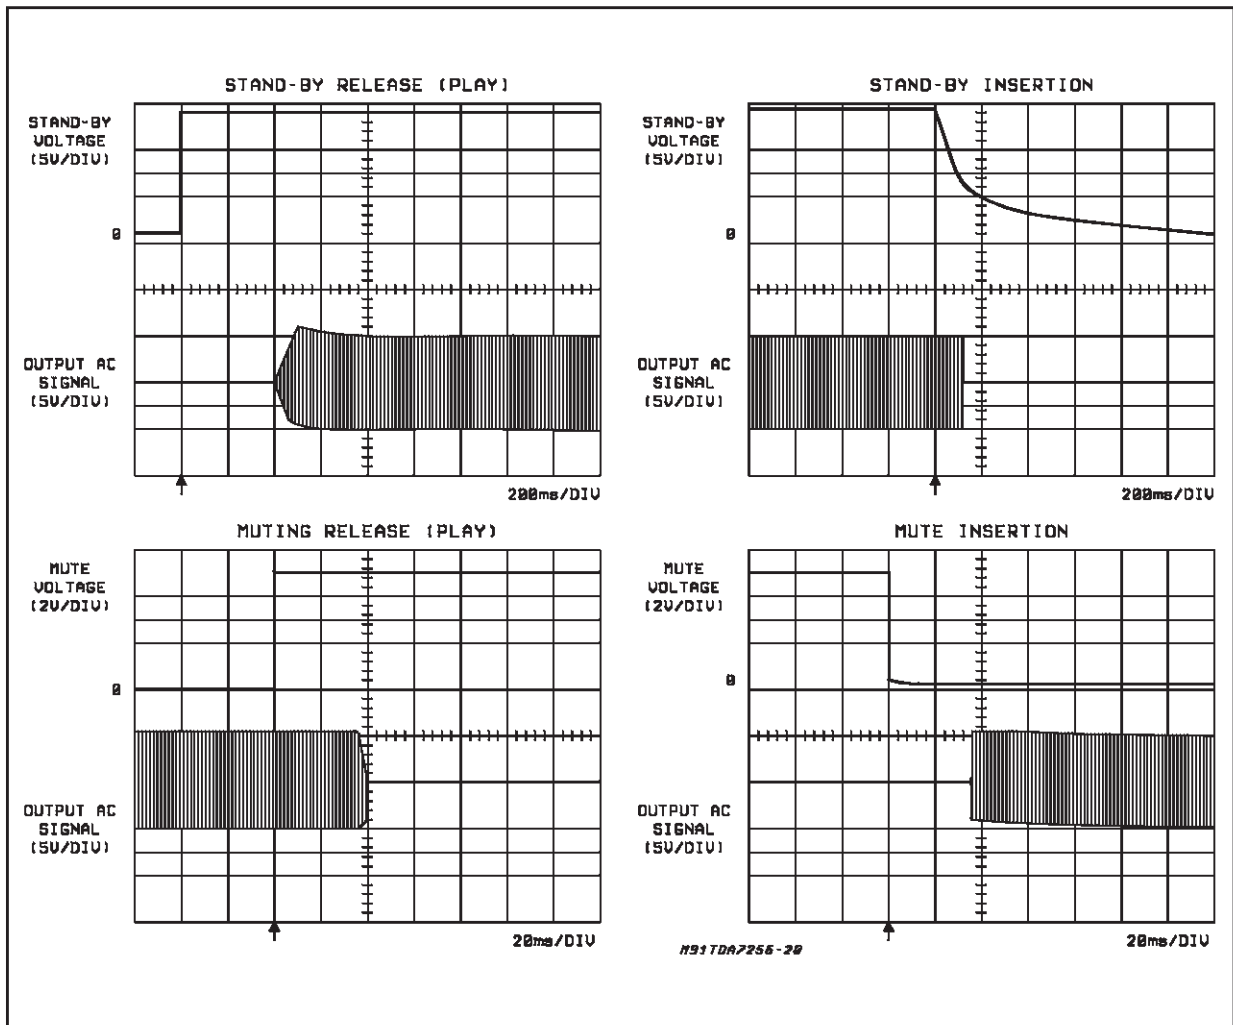 STAND-BY RELEASE (PLAY)
STAND-BY
VOLTAGE
(5V/DIV)
0
OUTPUT AC
SIGNAL
(5V/DIV)
200ms/DIV
STAND-BY INSERTION
STAND-BY
VOLTAGE
(5V/DIV)
0
OUTPUT AC
SIGNAL
(5V/DIV)
200ms/DIV
MUTING RELEASE (PLAY)
MUTE
VOLTAGE
(2V/DIV)
0
OUTPUT AC
SIGNAL
(5V/DIV)
20ms/DIV
MUTE INSERTION
MUTE
VOLTAGE
(2V/DIV)
0
OUTPUT AC
SIGNAL
(5V/DIV)
20ms/DIV
M91TDA7256-20